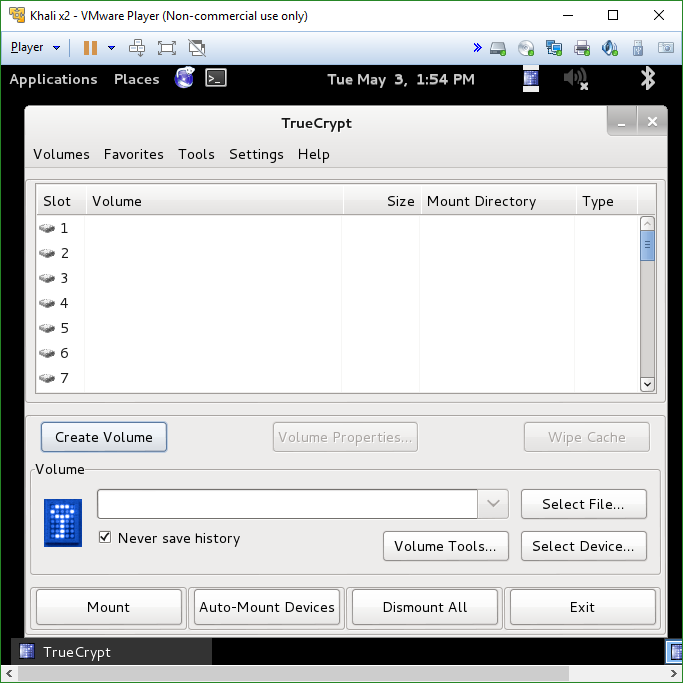 Khali x2 - VMware Player (Non-commercial use only)
Player
Applications Places Tue May 3, 1:54 PM
TrueCrypt
Volumes Favorites Tools Settings Help
Slot Volume Size Mount Directory Type
1
2
3
4
5
6
7
Create Volume Volume Properties... Wipe Cache
Volume
Select File...
Never save history
Volume Tools... Select Device...
Mount Auto-Mount Devices Dismount All Exit
TrueCrypt